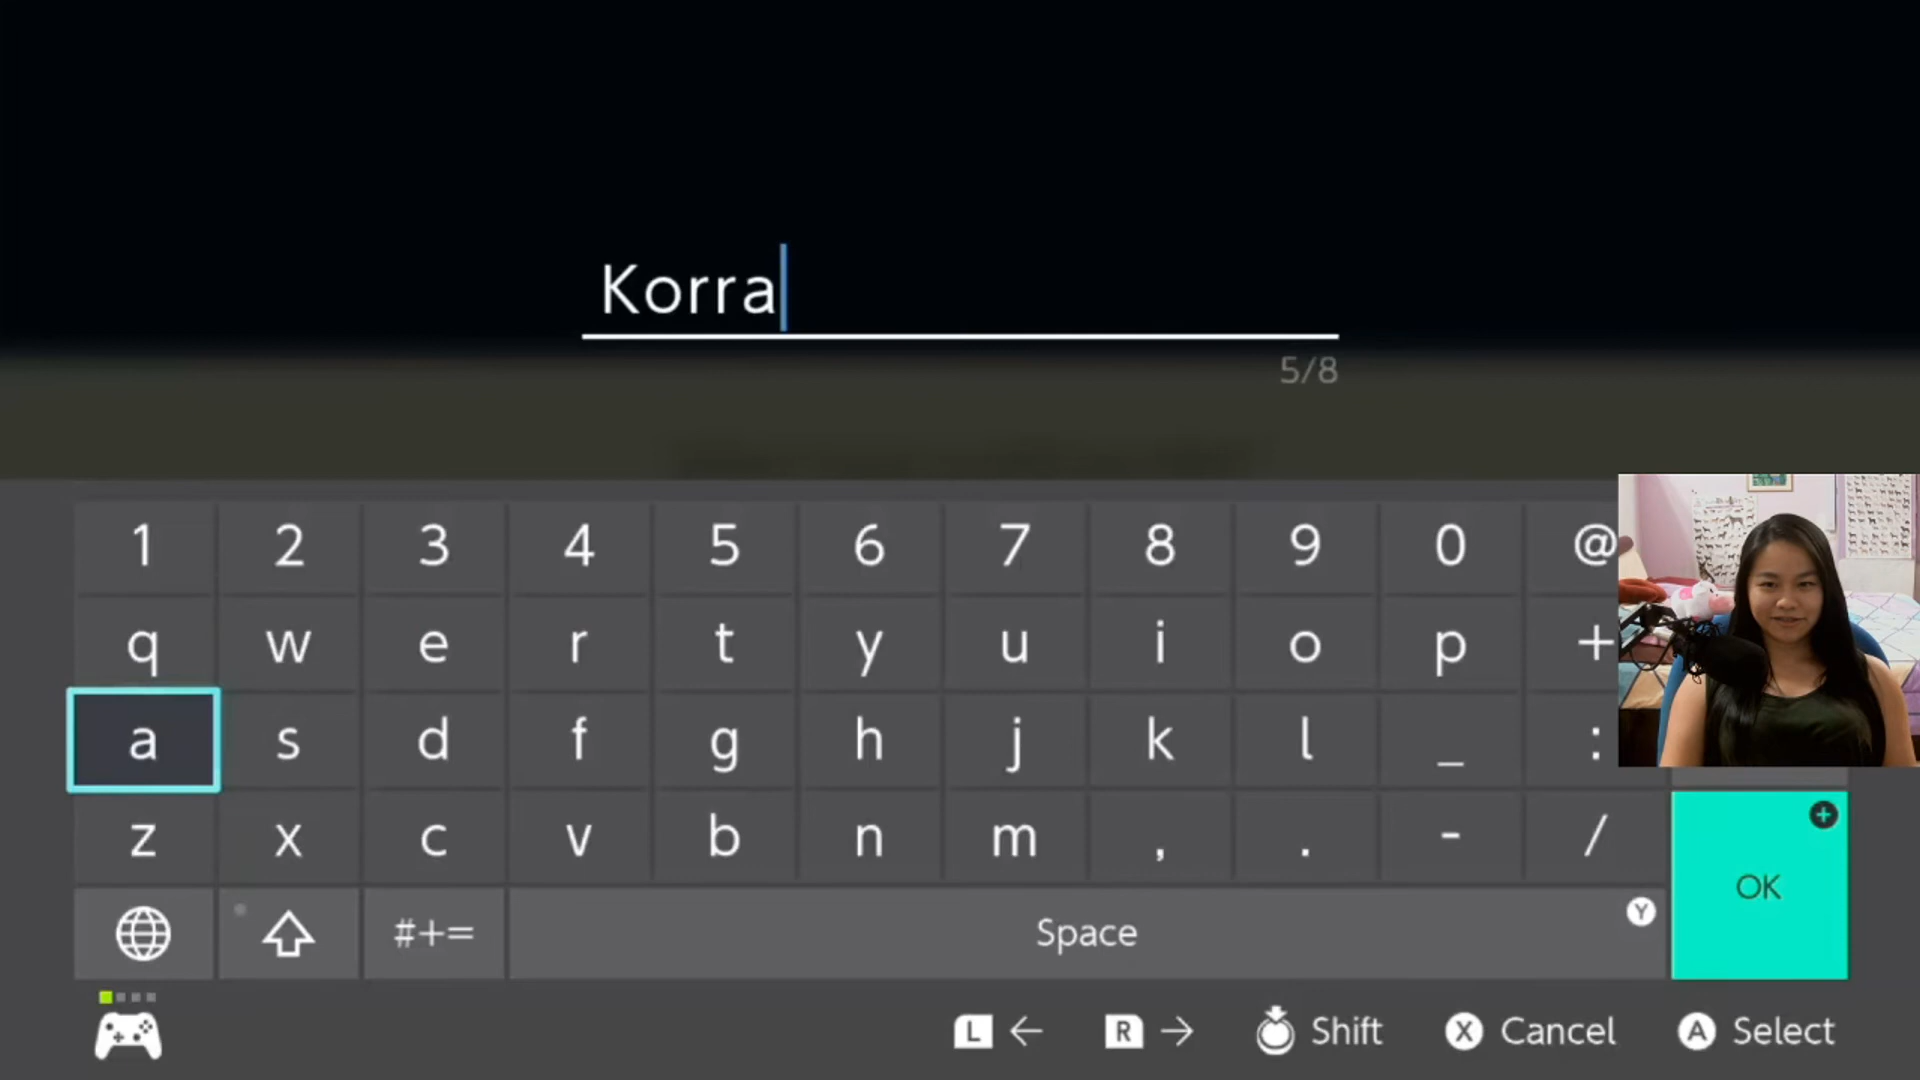 Korra
5/8
1 2 3 4 5 6 7 8 9 0 @
q w e r t y u i o p +
a s d f g h j k l _ :
z x c v b n m , . - /
#+= Space Y OK
L ← R → Shift X Cancel A Select